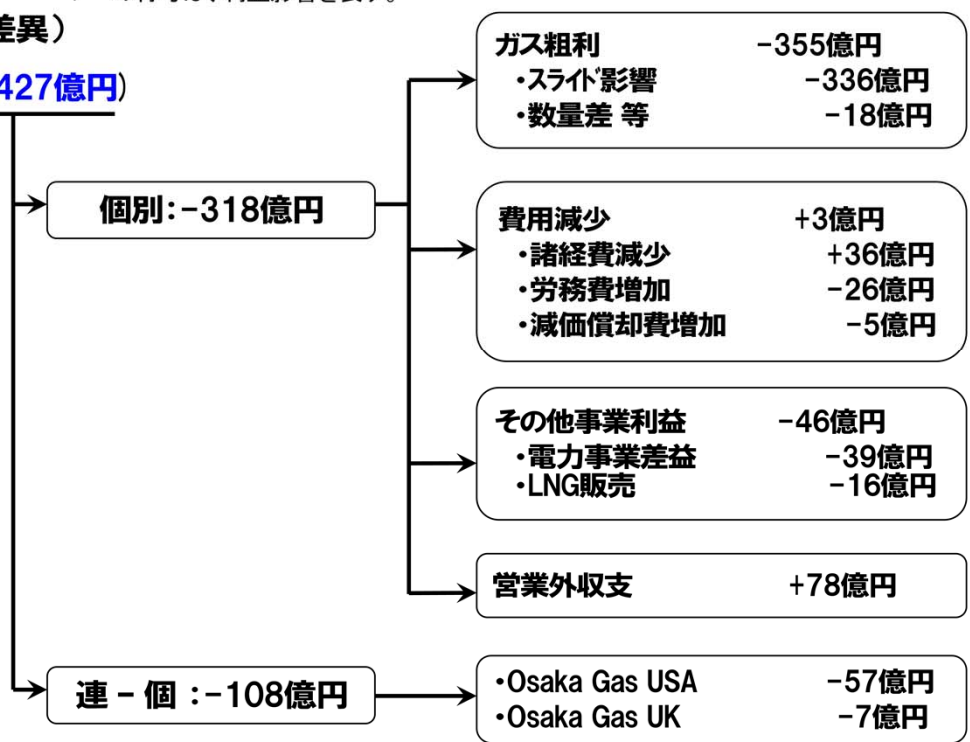 差異）
427億円)
ガス粗利 -355億円
・スライド影響 -336億円
・数量差 等 -18億円
個別:-318億円
費用減少 +3億円
・諸経費減少 +36億円
・労務費増加 -26億円
・減価償却費増加 -5億円
その他事業利益 -46億円
・電力事業差益 -39億円
・LNG販売 -16億円
営業外収支 +78億円
連-個 :-108億円
・Osaka Gas USA -57億円
・Osaka Gas UK -7億円